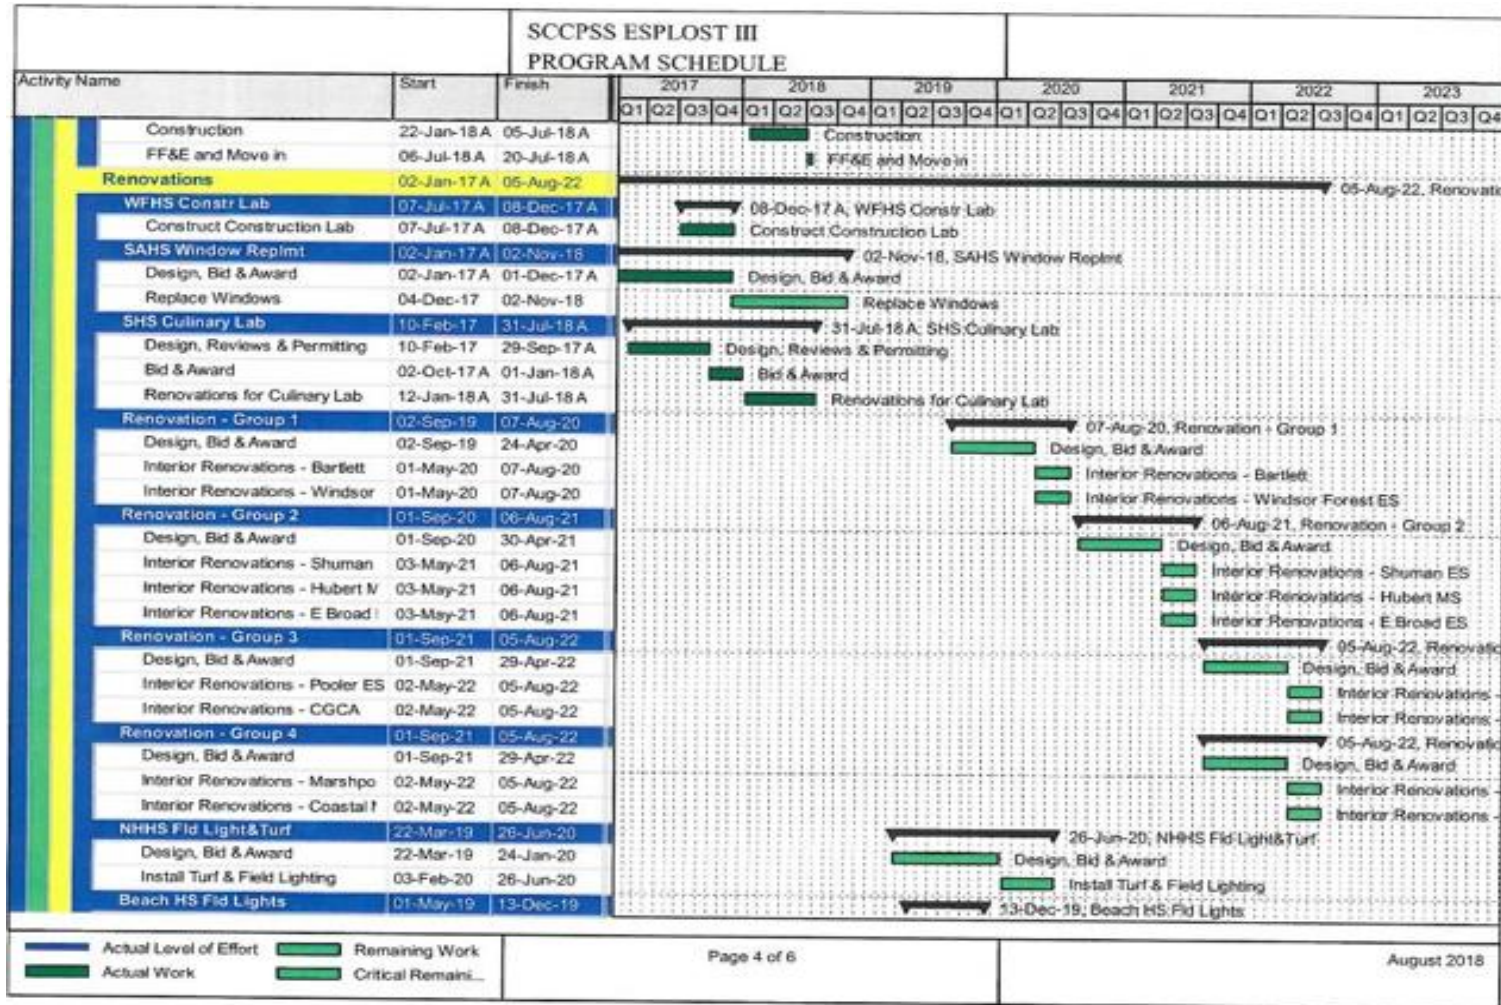 SCCPSS ESPLOST III
PROGRAM SCHEDULE
Activity Name Start Finish 2017 2018 2019 2020 2021 2022 2023
Q1 Q2 Q3 Q4 Q1 Q2 Q3 Q4 Q1 Q2 Q3 Q4 Q1 Q2 Q3 Q4 Q1 Q2 Q3 Q4 Q1 Q2 Q3 Q4 Q1 Q2 Q3 Q4
Construction 22-Jan-18 A 05-Jul-18 A Construction
FF&E and Move in 06-Jul-18 A 20-Jul-18 A FF&E and Move in
Renovations 02-Jan-17 A 05-Aug-22 05-Aug-22, Renovatio
WFHS Constr Lab 07-Jul-17 A 08-Dec-17 A 08-Dec-17 A, WFHS Constr Lab
Construct Construction Lab 07-Jul-17 A 08-Dec-17 A Construct Construction Lab
SAHS Window Replmt 02-Jan-17 A 02-Nov-18 02-Nov-18, SAHS Window Replmt
Design, Bid & Award 02-Jan-17 A 01-Dec-17 A Design, Bid & Award
Replace Windows 04-Dec-17 02-Nov-18 Replace Windows
SHS Culinary Lab 10-Feb-17 31-Jul-18 A 31-Jul-18 A, SHS Culinary Lab
Design, Reviews & Permitting 10-Feb-17 29-Sep-17 A Design, Reviews & Permitting
Bid & Award 02-Oct-17 A 01-Jan-18 A Bid & Award
Renovations for Culinary Lab 12-Jan-18 A 31-Jul-18 A Renovations for Culinary Lab
Renovation - Group 1 02-Sep-19 07-Aug-20 07-Aug-20, Renovation - Group 1
Design, Bid & Award 02-Sep-19 24-Apr-20 Design, Bid & Award
Interior Renovations - Bartlett 01-May-20 07-Aug-20 Interior Renovations - Bartlett
Interior Renovations - Windsor 01-May-20 07-Aug-20 Interior Renovations - Windsor Forest ES
Renovation - Group 2 01-Sep-20 06-Aug-21 06-Aug-21, Renovation - Group 2
Design, Bid & Award 01-Sep-20 30-Apr-21 Design, Bid & Award
Interior Renovations - Shuman 03-May-21 06-Aug-21 Interior Renovations - Shuman ES
Interior Renovations - Hubert M 03-May-21 06-Aug-21 Interior Renovations - Hubert MS
Interior Renovations - E Broad 03-May-21 06-Aug-21 Interior Renovations - E Broad ES
Renovation - Group 3 01-Sep-21 05-Aug-22 05-Aug-22, Renovatio
Design, Bid & Award 01-Sep-21 29-Apr-22 Design, Bid & Award
Interior Renovations - Pooler ES 02-May-22 05-Aug-22 Interior Renovations -
Interior Renovations - CGCA 02-May-22 05-Aug-22 Interior Renovations -
Renovation - Group 4 01-Sep-21 05-Aug-22 05-Aug-22, Renovatio
Design, Bid & Award 01-Sep-21 29-Apr-22 Design, Bid & Award
Interior Renovations - Marshpo 02-May-22 05-Aug-22 Interior Renovations -
Interior Renovations - Coastal 02-May-22 05-Aug-22 Interior Renovations -
NHHS Fld Light&Turf 22-Mar-19 26-Jun-20 26-Jun-20, NHHS Fld Light&Turf
Design, Bid & Award 22-Mar-19 24-Jan-20 Design, Bid & Award
Install Turf & Field Lighting 03-Feb-20 26-Jun-20 Install Turf & Field Lighting
Beach HS Fld Lights 01-May-19 13-Dec-19 13-Dec-19, Beach HS Fld Lights
Actual Level of Effort Remaining Work
Actual Work Critical Remaini...
Page 4 of 6
August 2018